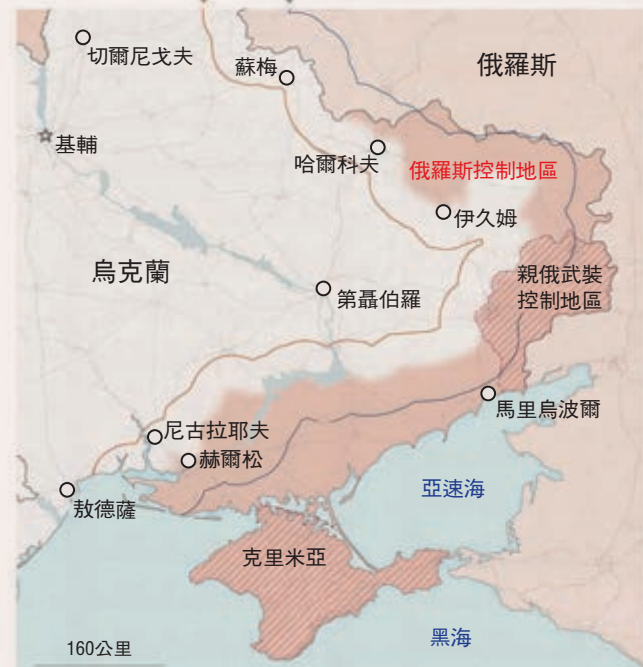 切爾尼戈夫
蘇梅
俄羅斯
基輔
哈爾科夫
俄羅斯控制地區
伊久姆
烏克蘭
第聶伯羅
親俄武裝
控制地區
馬里烏波爾
尼古拉耶夫
赫爾松
敖德薩
亞速海
克里米亞
黑海
160公里